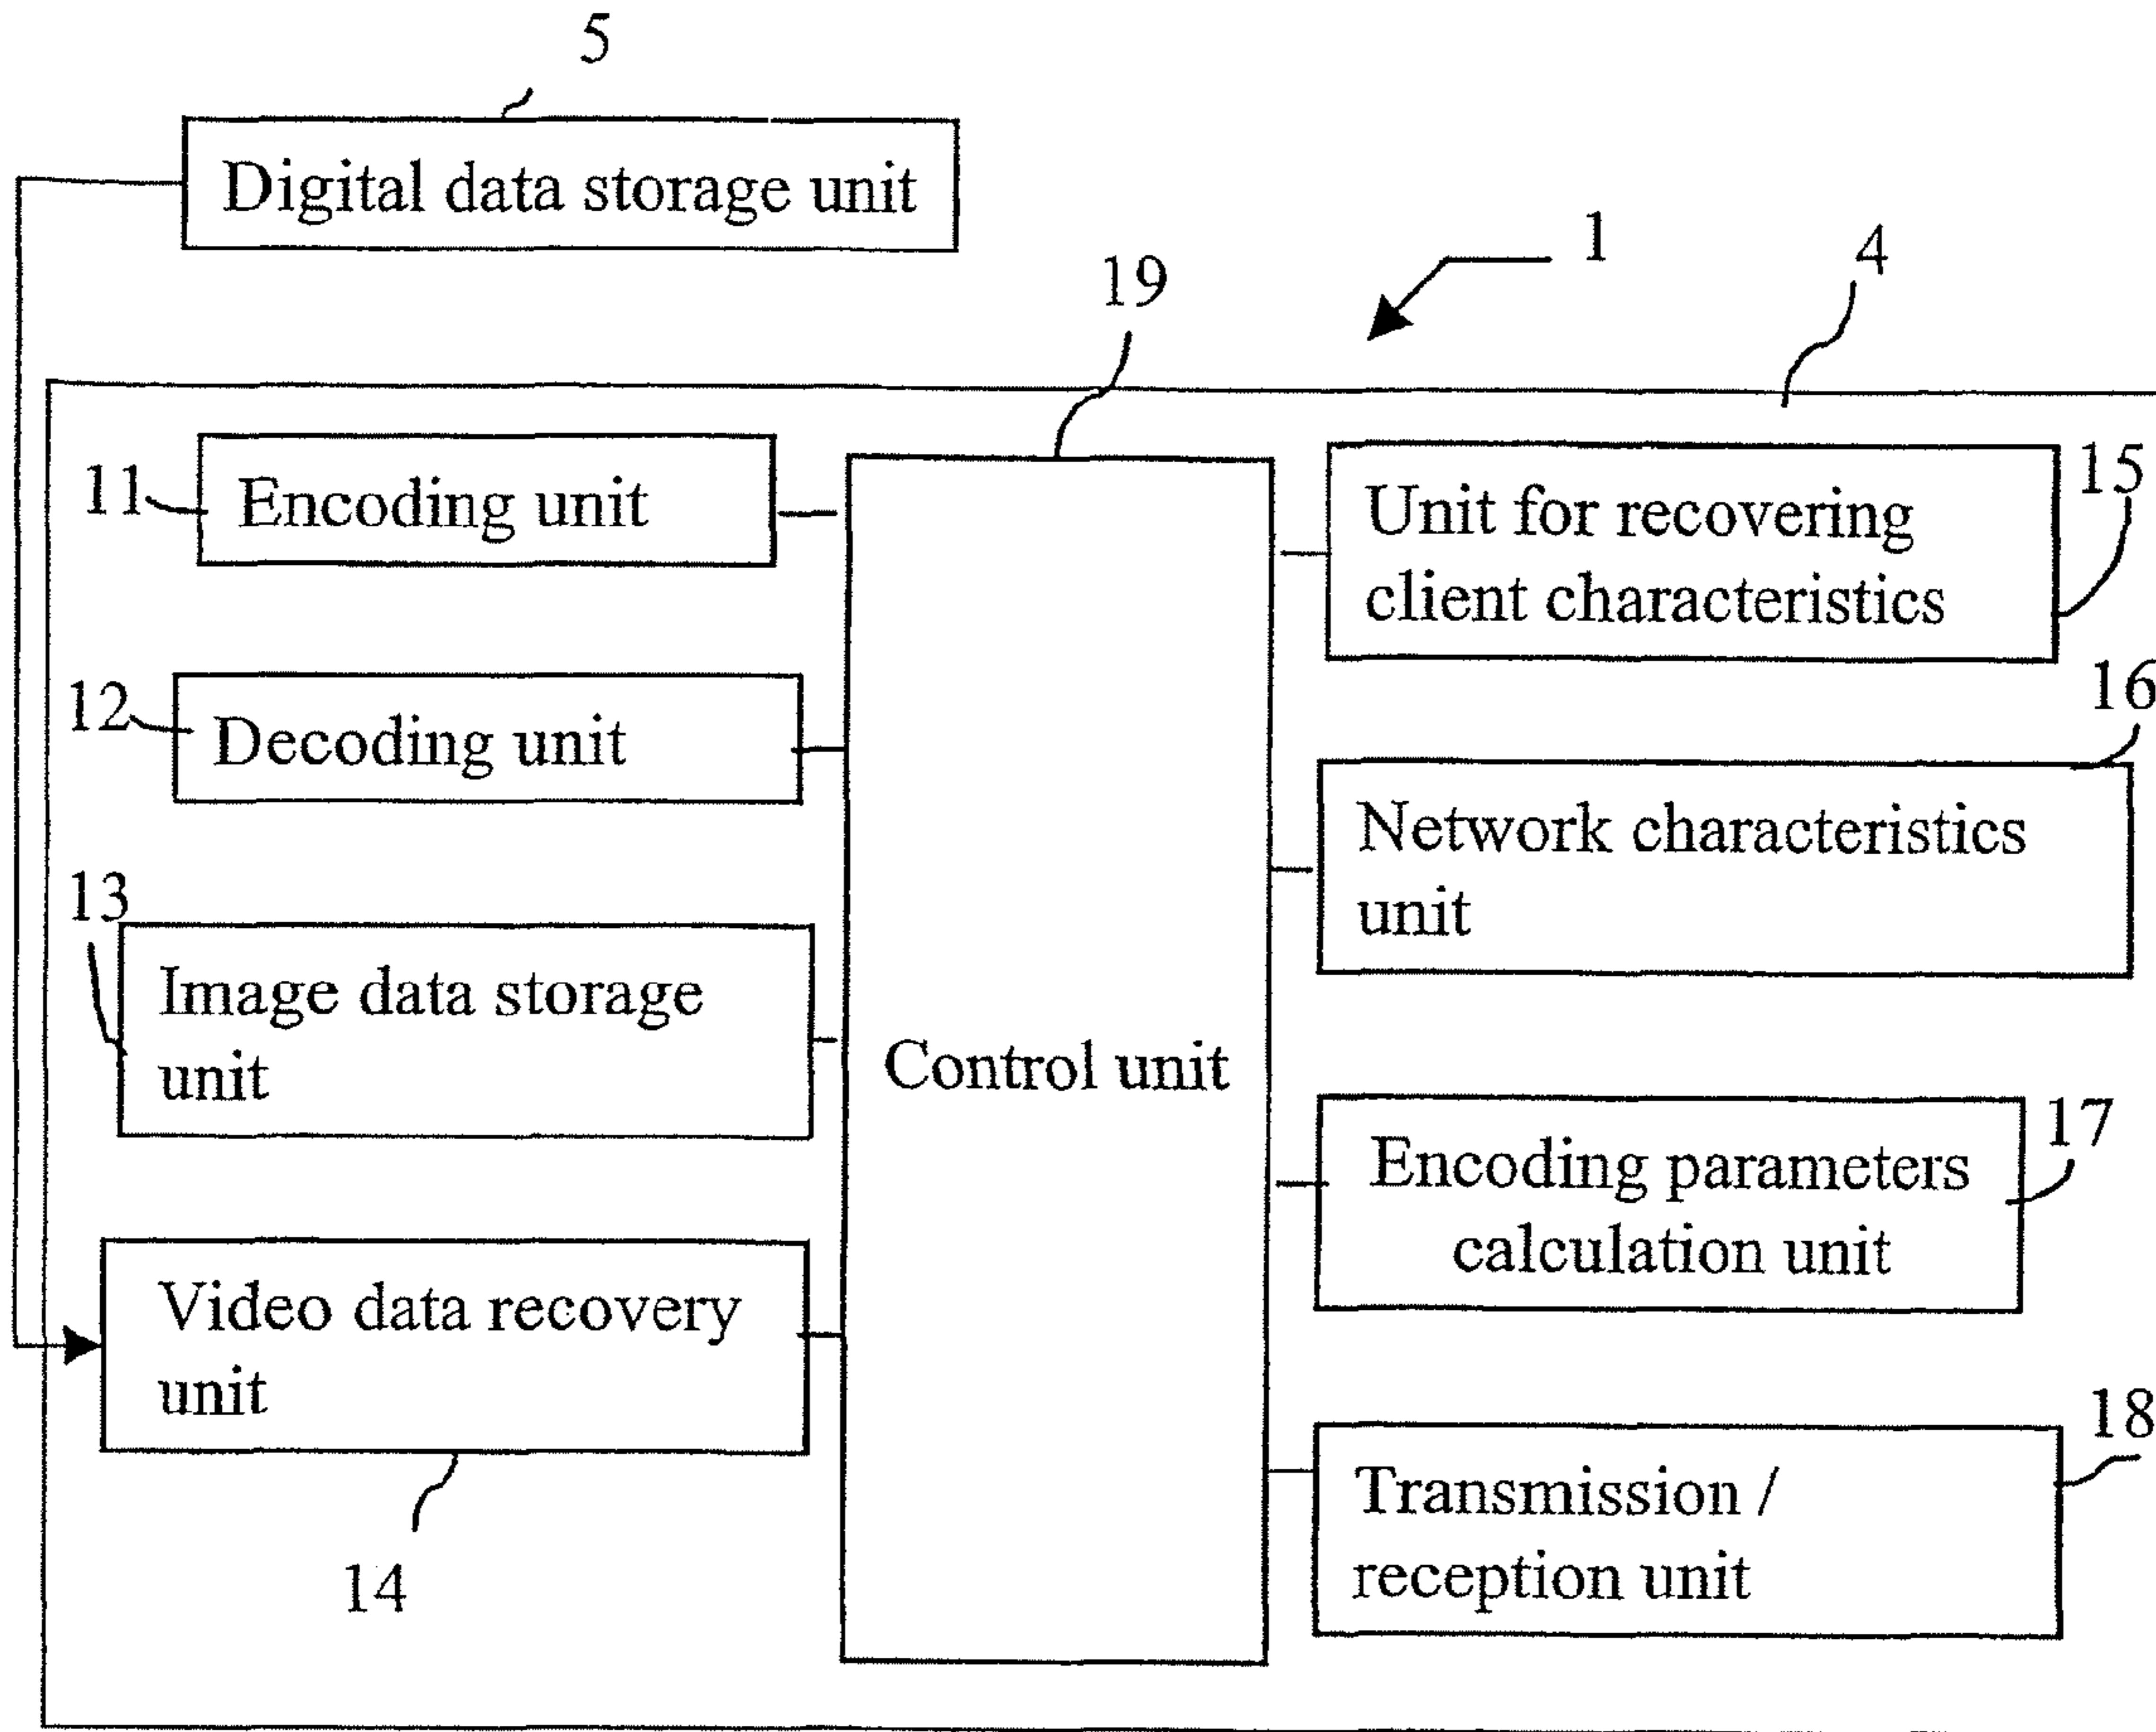 5
Digital data storage unit
1
4
19
11
Encoding unit
15
Unit for recovering
client characteristics
12
Decoding unit
16
Network characteristics
unit
13
Image data storage
unit
Control unit
17
Encoding parameters
calculation unit
Video data recovery
unit
14
18
Transmission /
reception unit